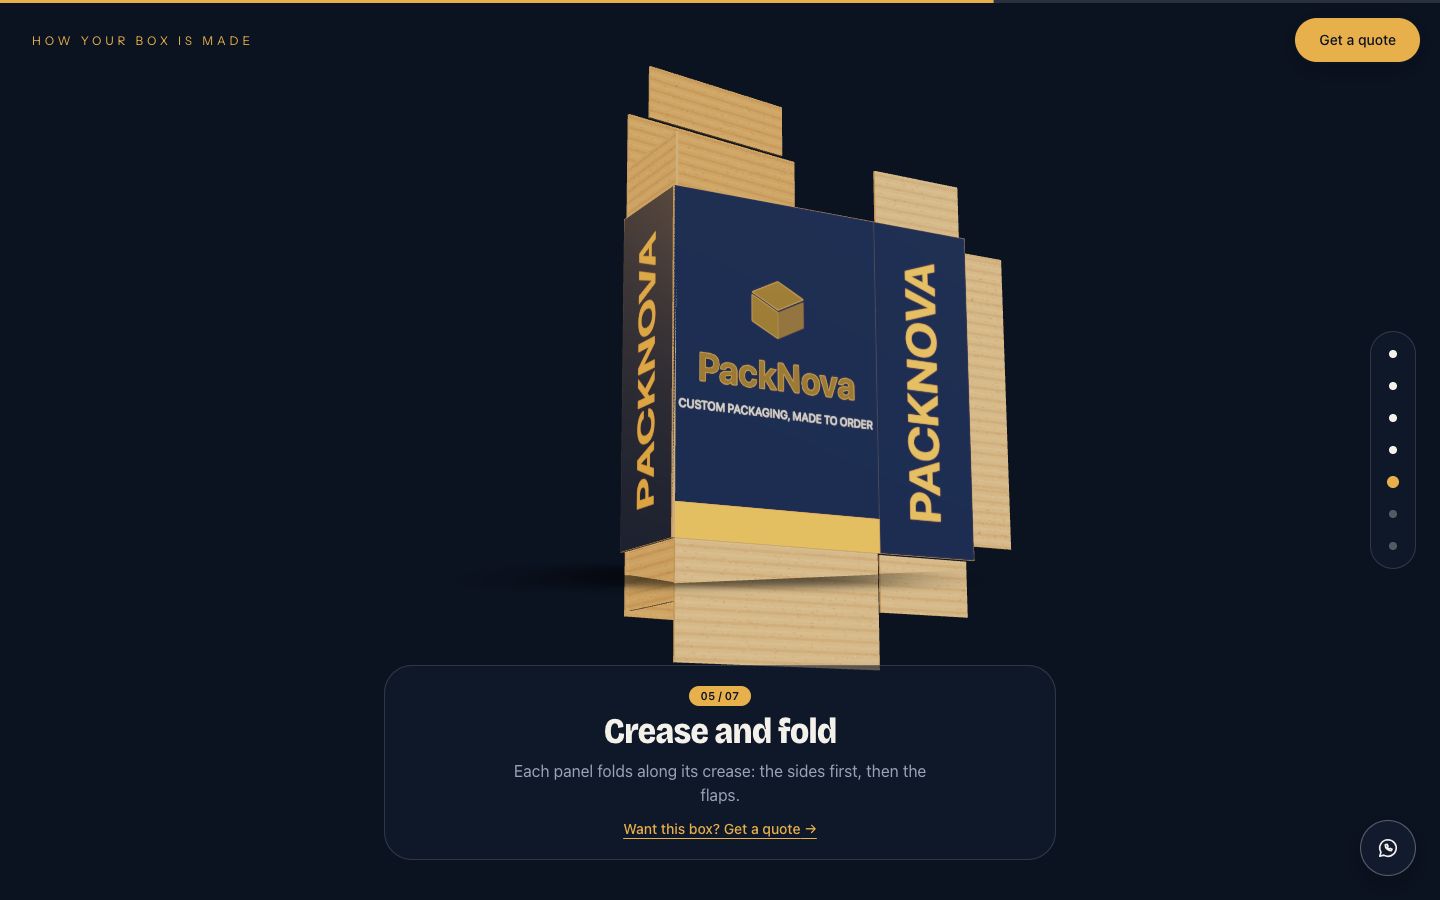 HOW YOUR BOX IS MADE
Get a quote
PACKNOVA
PackNova
CUSTOM PACKAGING, MADE TO ORDER
PACKNOVA
05 / 07
Crease and fold
Each panel folds along its crease: the sides first, then the
flaps.
Want this box? Get a quote →